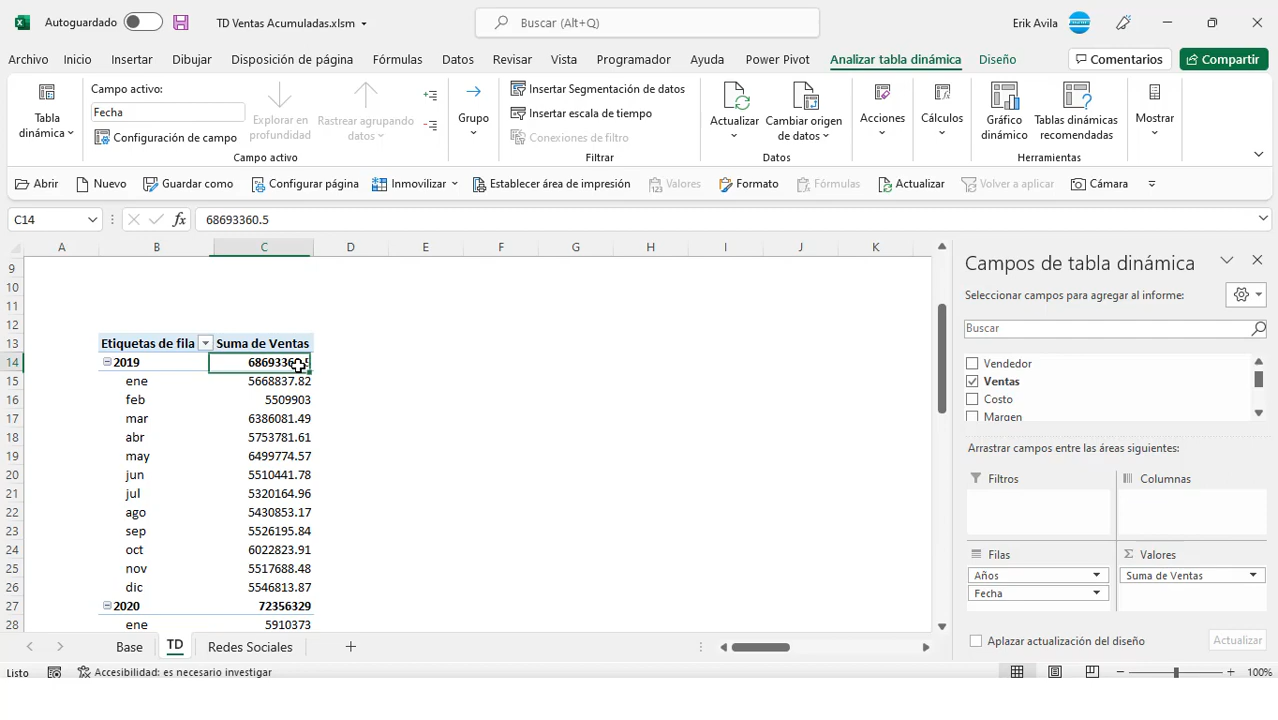 Autoguardado TD Ventas Acumuladas.xlsm Buscar (Alt+Q) Erik Avila
Archivo Inicio Insertar Dibujar Disposición de página Fórmulas Datos Revisar Vista Programador Ayuda Power Pivot Analizar tabla dinámica Diseño Comentarios Compartir
Tabla dinámica
Campo activo:
Fecha
Configuración de campo
Explorar en profundidad
Rastrear agrupando datos
Campo activo
Grupo
Insertar Segmentación de datos
Insertar escala de tiempo
Conexiones de filtro
Filtrar
Actualizar
Cambiar origen de datos
Datos
Acciones
Cálculos
Gráfico dinámico
Tablas dinámicas recomendadas
Herramientas
Mostrar
Abrir Nuevo Guardar como Configurar página Inmovilizar Establecer área de impresión Valores Formato Fórmulas Actualizar Volver a aplicar Cámara
C14 fx 68693360.5
A B C D E F G H I J K
9
10
11
12
13 Etiquetas de fila Suma de Ventas
14 2019
15 ene 5668837.82
16 feb 5509903
17 mar 6386081.49
18 abr 5753781.61
19 may 6499774.57
20 jun 5510441.78
21 jul 5320164.96
22 ago 5430853.17
23 sep 5526195.84
24 oct 6022823.91
25 nov 5517688.48
26 dic 5546813.87
27 2020 72356329
28 ene 5910373
Campos de tabla dinámica
Seleccionar campos para agregar al informe:
Buscar
Vendedor
Ventas
Costo
Margen
Arrastrar campos entre las áreas siguientes:
Filtros Columnas
Filas Σ Valores
Años Suma de Ventas
Fecha
Aplazar actualización del diseño Actualizar
Base TD Redes Sociales
Listo Accesibilidad: es necesario investigar 100%